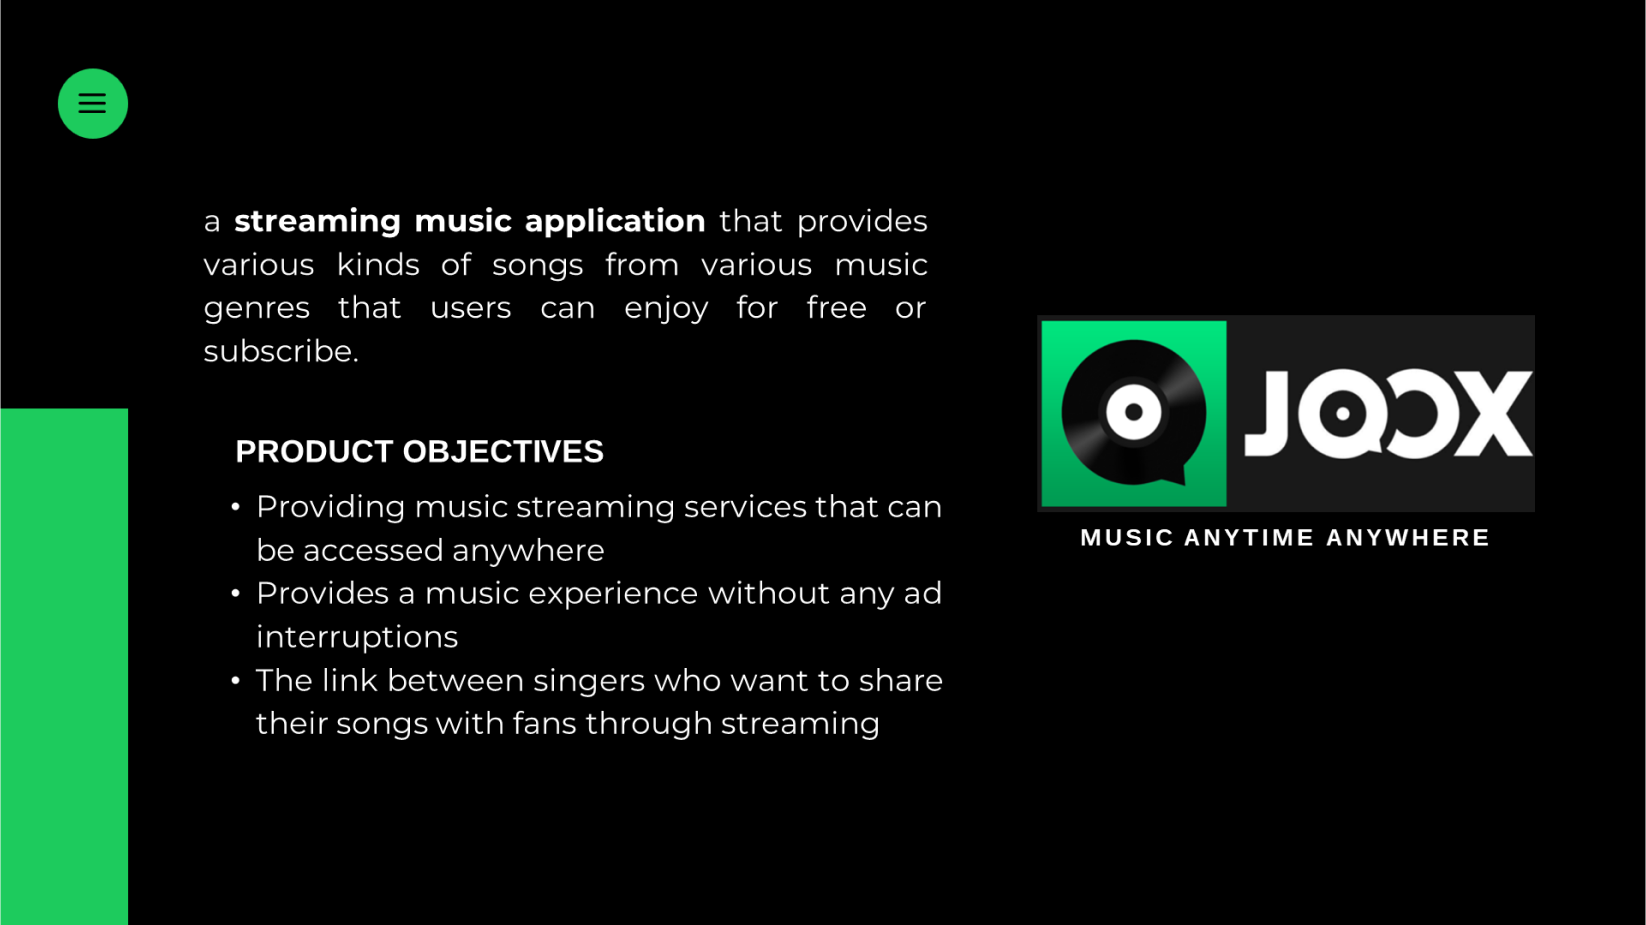 a streaming music application that provides
various kinds of songs from various music
genres that users can enjoy for free or
subscribe.
PRODUCT OBJECTIVES
• Providing music streaming services that can
be accessed anywhere
• Provides a music experience without any ad
interruptions
• The link between singers who want to share
their songs with fans through streaming
JOOX
MUSIC ANYTIME ANYWHERE